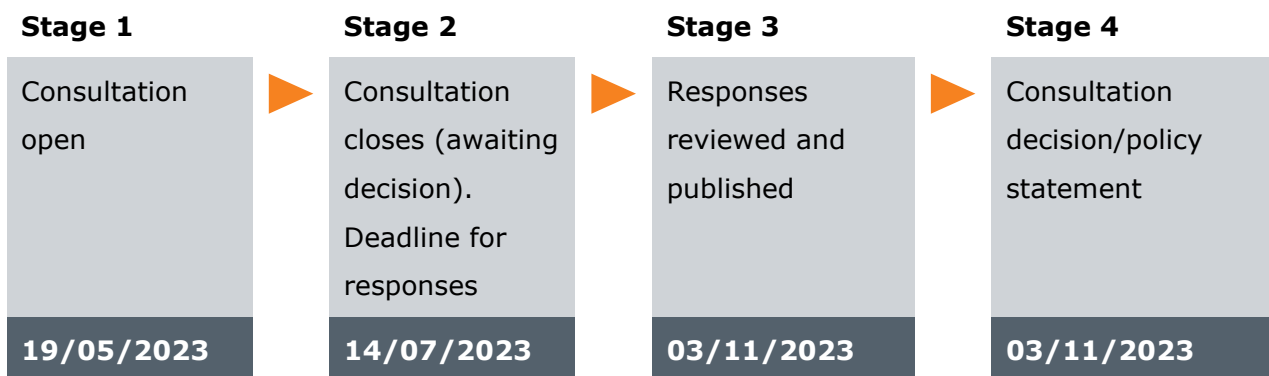 Stage 1
Consultation
open
19/05/2023
Stage 2
Consultation
closes (awaiting
decision).
Deadline for
responses
14/07/2023
Stage 3
Responses
reviewed and
published
03/11/2023
Stage 4
Consultation
decision/policy
statement
03/11/2023